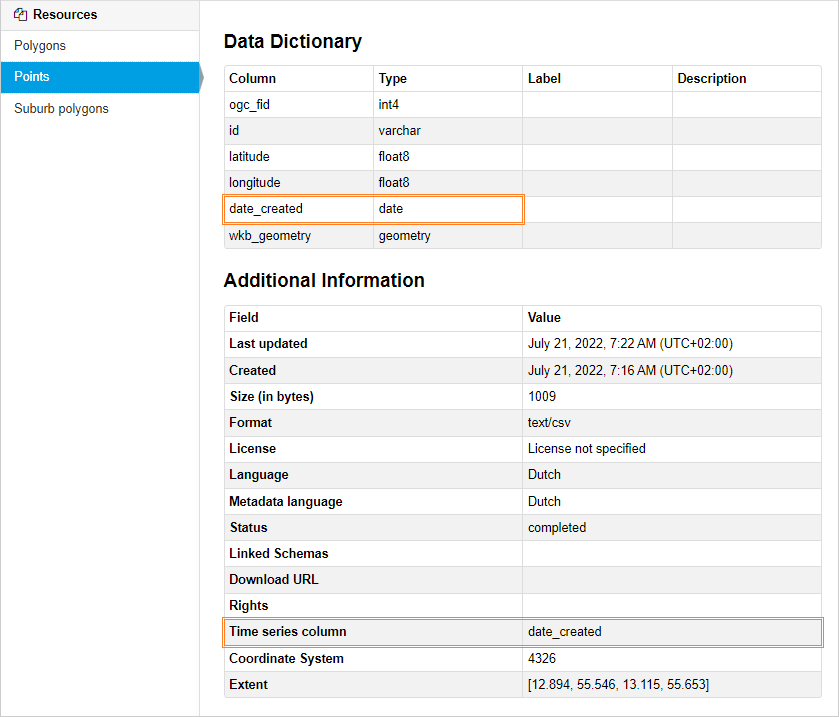 Resources
Polygons
Points
Suburb polygons
Data Dictionary
Column Type Label Description
ogc_fid int4
id varchar
latitude float8
longitude float8
date_created date
wkb_geometry geometry
Additional Information
Field Value
Last updated July 21, 2022, 7:22 AM (UTC+02:00)
Created July 21, 2022, 7:16 AM (UTC+02:00)
Size (in bytes) 1009
Format text/csv
License License not specified
Language Dutch
Metadata language Dutch
Status completed
Linked Schemas
Download URL
Rights
Time series column date_created
Coordinate System 4326
Extent [12.894, 55.546, 13.115, 55.653]